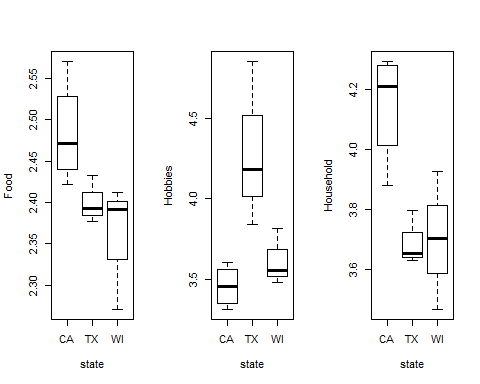 Food
2.30 2.35 2.40 2.45 2.50 2.55
CA TX WI
state
Hobbies
3.5 4.0 4.5
CA TX WI
state
Household
3.6 3.8 4.0 4.2
CA TX WI
state